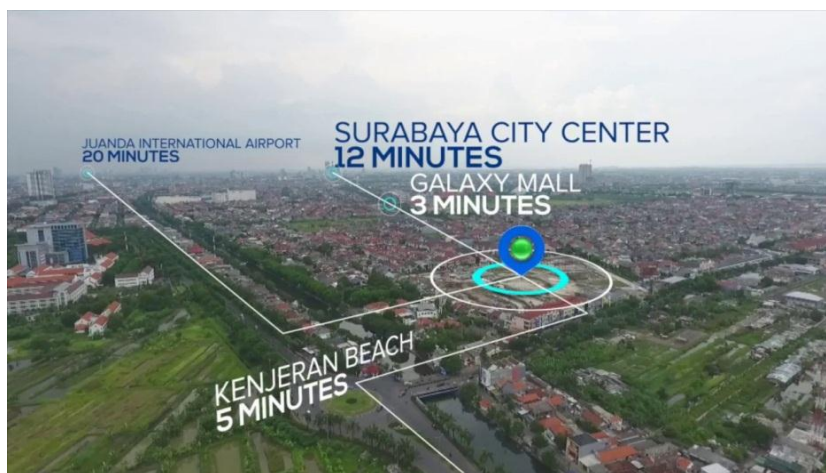 JUANDA INTERNATIONAL AIRPORT
20 MINUTES
SURABAYA CITY CENTER
12 MINUTES
GALAXY MALL
3 MINUTES
KENJERAN BEACH
5 MINUTES